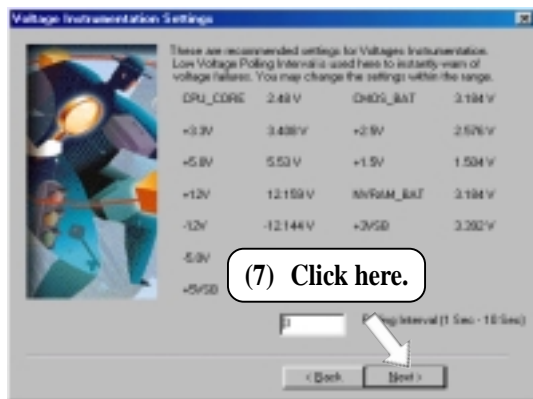 Voltage Instrumentation Settings
These are recommended settings for Voltages Instrumentation.
Low Voltage Polling Interval is used here to instantly warn of
voltage failures. You may change the settings within the range.
CPU_CORE 2.48 V CMOS_BAT 3.184 V
+3.3V 3.408 V +2.5V 2.576 V
+5.0V 5.53 V +1.5V 1.504 V
+12V 12.159 V NVRAM_BAT 3.184 V
-12V -12.144 V +3VSB 3.392 V
-5.0V
+5VSB
(7) Click here.
Polling Interval (1 Sec - 10 Sec)
< Back Next >